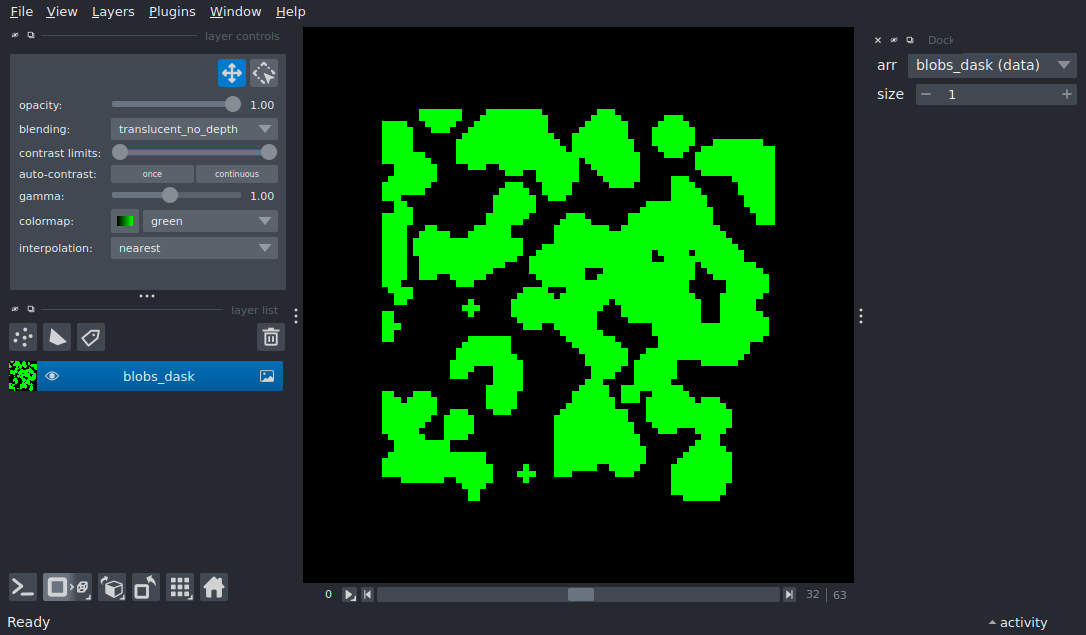 File View Layers Plugins Window Help
layer controls
opacity: 1.00
blending: translucent_no_depth
contrast limits:
auto-contrast: once continuous
gamma: 1.00
colormap: green
interpolation: nearest
layer list
blobs_dask
0 32 63
Dock
arr blobs_dask (data)
size 1
Ready
activity